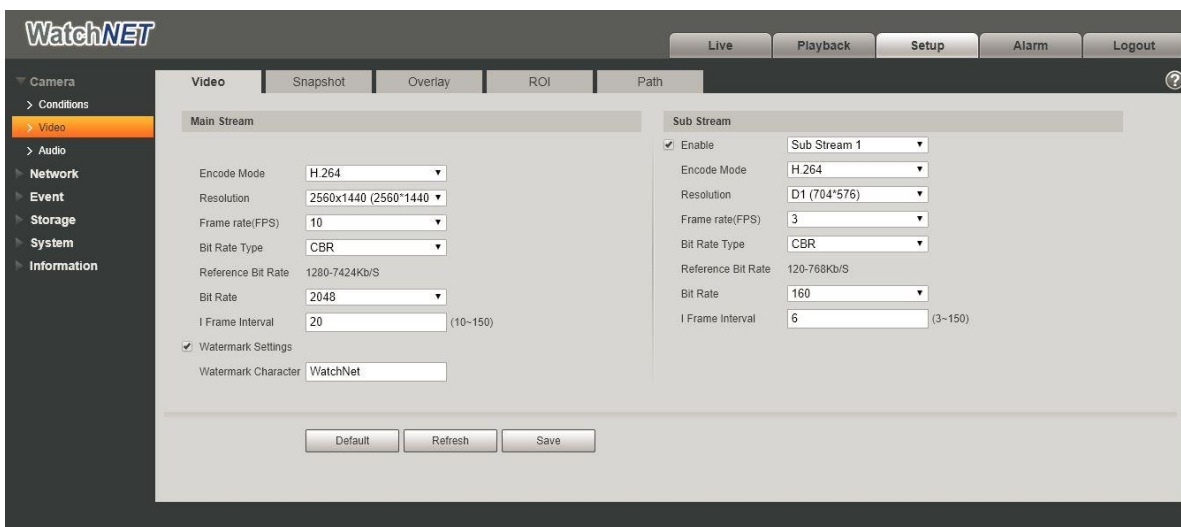 WatchNET
Live Playback Setup Alarm Logout
Camera
> Conditions
> Video
> Audio
Network
Event
Storage
System
Information
Video Snapshot Overlay ROI Path
?
Main Stream
Encode Mode H.264
Resolution 2560x1440 (2560*1440
Frame rate(FPS) 10
Bit Rate Type CBR
Reference Bit Rate 1280-7424Kb/S
Bit Rate 2048
I Frame Interval 20 (10~150)
Watermark Settings
Watermark Character WatchNet
Sub Stream
Enable Sub Stream 1
Encode Mode H.264
Resolution D1 (704*576)
Frame rate(FPS) 3
Bit Rate Type CBR
Reference Bit Rate 120-768Kb/S
Bit Rate 160
I Frame Interval 6 (3~150)
Default Refresh Save